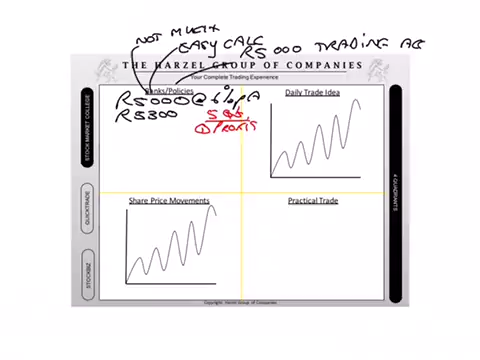 NOT MUCH
EASY CALC
R5000 TRADING AC
THE HARZEL GROUP OF COMPANIES
Your Complete Trading Experience
Banks/Policies
Daily Trade Idea
R5000 @ 6% pA
R5300
PROFIT
STOCK MARKET COLLEGE
QUICKTRADE
STOCKBIZ
4 QUADRANTS
Share Price Movements
Practical Trade
Copyright: Harzel Group of Companies